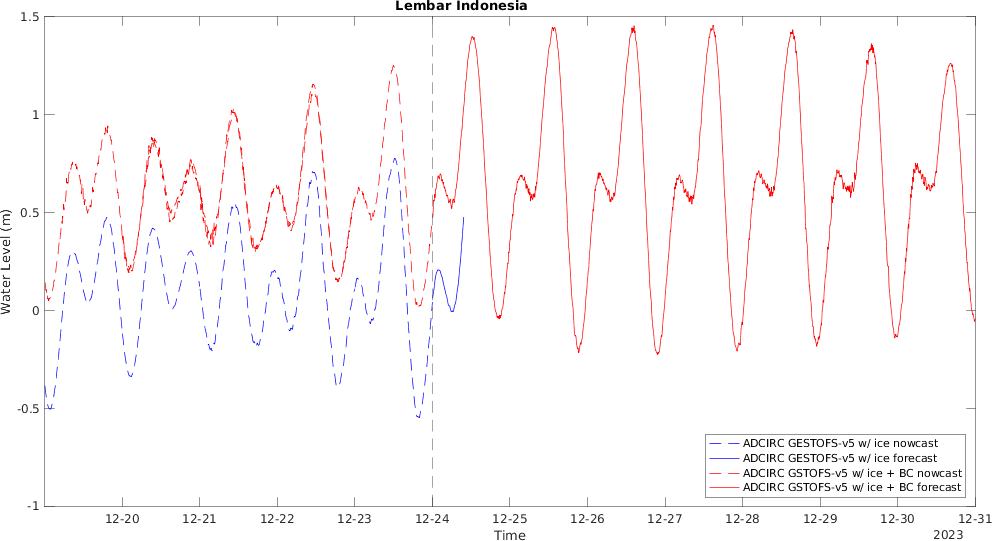 Lembar Indonesia
1.5
1
0.5
0
-0.5
-1
Water Level (m)
12-20
12-21
12-22
12-23
12-24
12-25
12-26
12-27
12-28
12-29
12-30
12-31
Time
2023
ADCIRC GESTOFS-v5 w/ ice nowcast
ADCIRC GESTOFS-v5 w/ ice forecast
ADCIRC GSTOFS-v5 w/ ice + BC nowcast
ADCIRC GSTOFS-v5 w/ ice + BC forecast